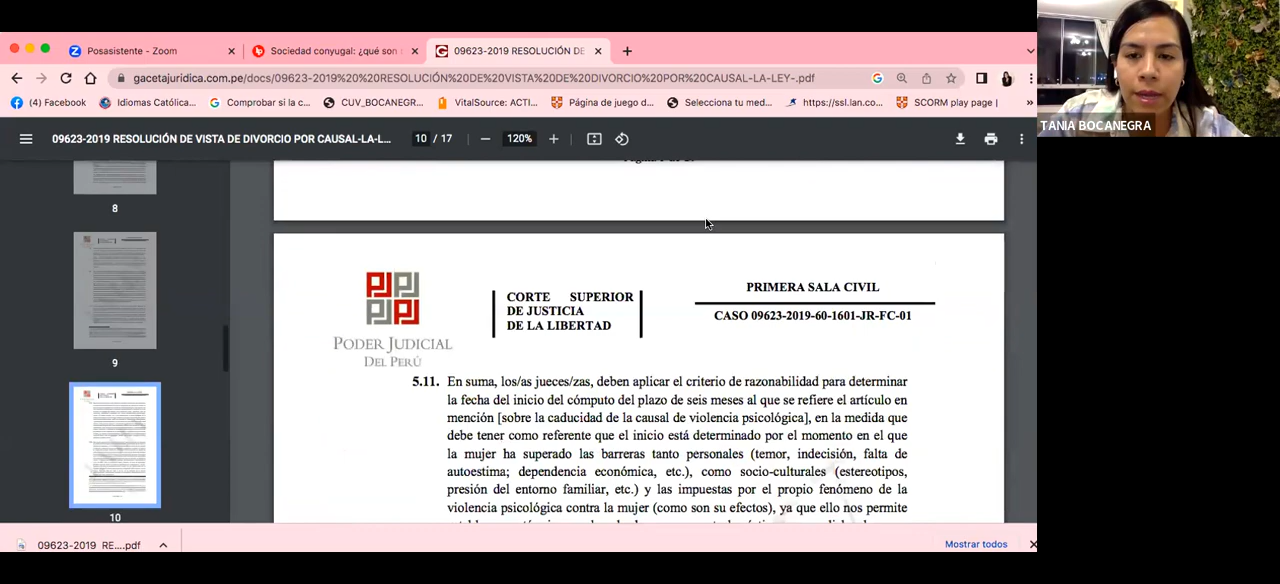 Posasistente - Zoom
Sociedad conyugal: ¿qué son
09623-2019 RESOLUCIÓN DE
gacetajuridica.com.pe/docs/09623-2019%20%20RESOLUCIÓN%20DE%20VISTA%20DE%20DIVORCIO%20POR%20CAUSAL-LA-LEY-.pdf
(4) Facebook
Idiomas Católica...
Comprobar si la c...
CUV_BOCANEGR...
VitalSource: ACTI...
Página de juego d...
Selecciona tu med...
https://ssl.lan.co...
SCORM play page |
»
TANIA BOCANEGRA
09623-2019 RESOLUCIÓN DE VISTA DE DIVORCIO POR CAUSAL-LA-L...
10 / 17
120%
8
9
10
PRIMERA SALA CIVIL
CORTE SUPERIOR
DE JUSTICIA
DE LA LIBERTAD
CASO 09623-2019-60-1601-JR-FC-01
PODER JUDICIAL
DEL PERÚ
5.11. En suma, los/as jueces/zas, deben aplicar el criterio de razonabilidad para determinar
la fecha del inicio del cómputo del plazo de seis meses al que se refiere el artículo en
mención [sobre la caducidad de la causal de violencia psicológica], en la medida que
debe tener como referente que el inicio está determinado por el momento en el que
la mujer ha superado las barreras tanto personales (temor, indecisión, falta de
autoestima; dependencia económica, etc.), como socio-culturales (estereotipos,
presión del entorno familiar, etc.) y las impuestas por el propio fenómeno de la
violencia psicológica contra la mujer (como son su efectos), ya que ello nos permite
09623-2019 RE....pdf
Mostrar todos